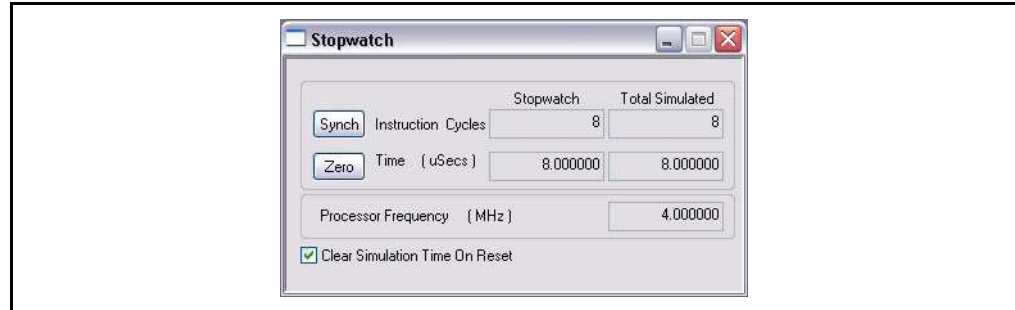 Stopwatch
Stopwatch Total Simulated
Synch Instruction Cycles 8 8
Zero Time (uSecs) 8.000000 8.000000
Processor Frequency (MHz) 4.000000
Clear Simulation Time On Reset